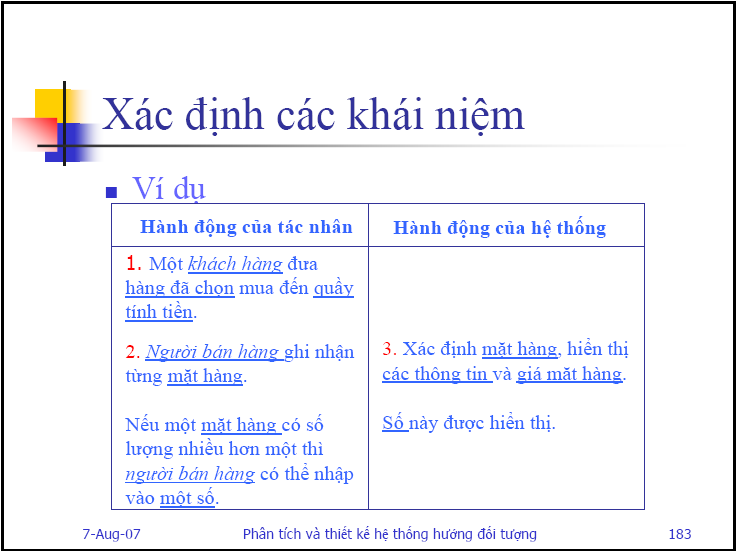 Xác định các khái niệm
Ví dụ
Hành động của tác nhân
Hành động của hệ thống
1. Một khách hàng đưa
hàng đã chọn mua đến quầy
tính tiền.
2. Người bán hàng ghi nhận
từng mặt hàng.
Nếu một mặt hàng có số
lượng nhiều hơn một thì
người bán hàng có thể nhập
vào một số.
3. Xác định mặt hàng, hiển thị
các thông tin và giá măt hàng.
Số này được hiển thị.
7-Aug-07
Phân tích và thiết kế hệ thống hướng đối tượng
183